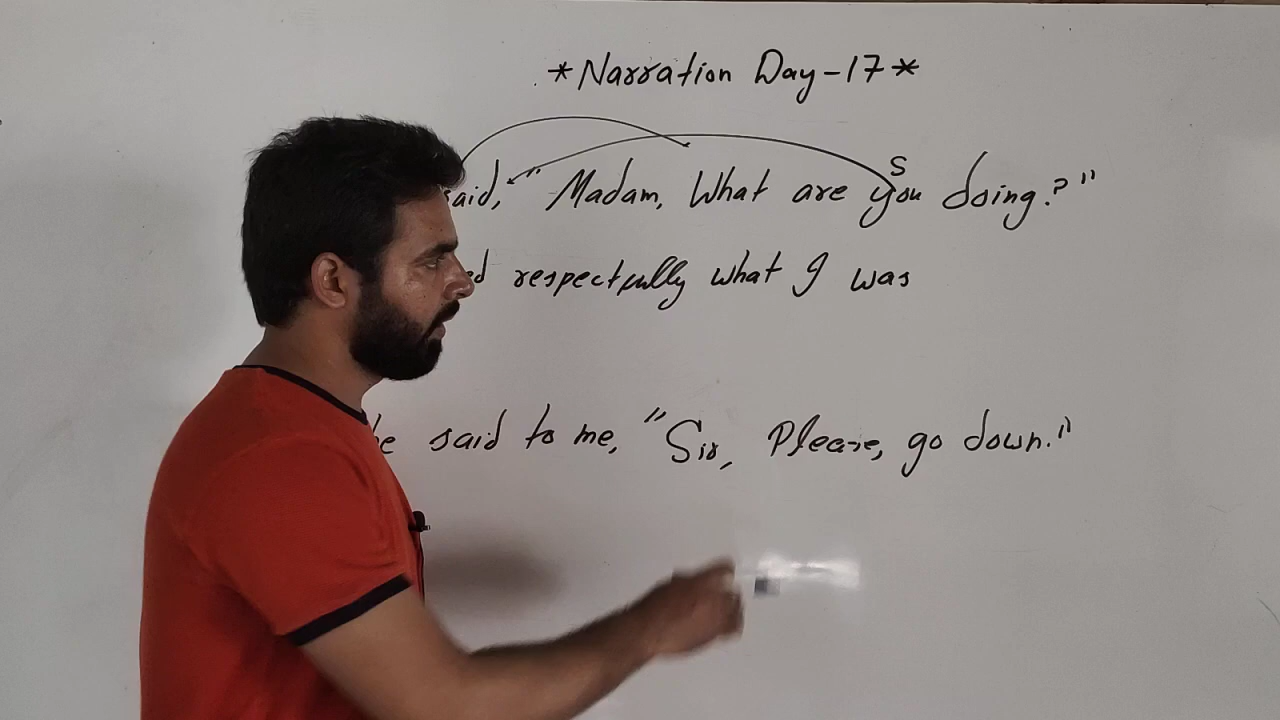 *Narration Day-17*
S
said, "Madam, What are you doing?"
respectfully what I was
said to me, "Sir, Please, go down."